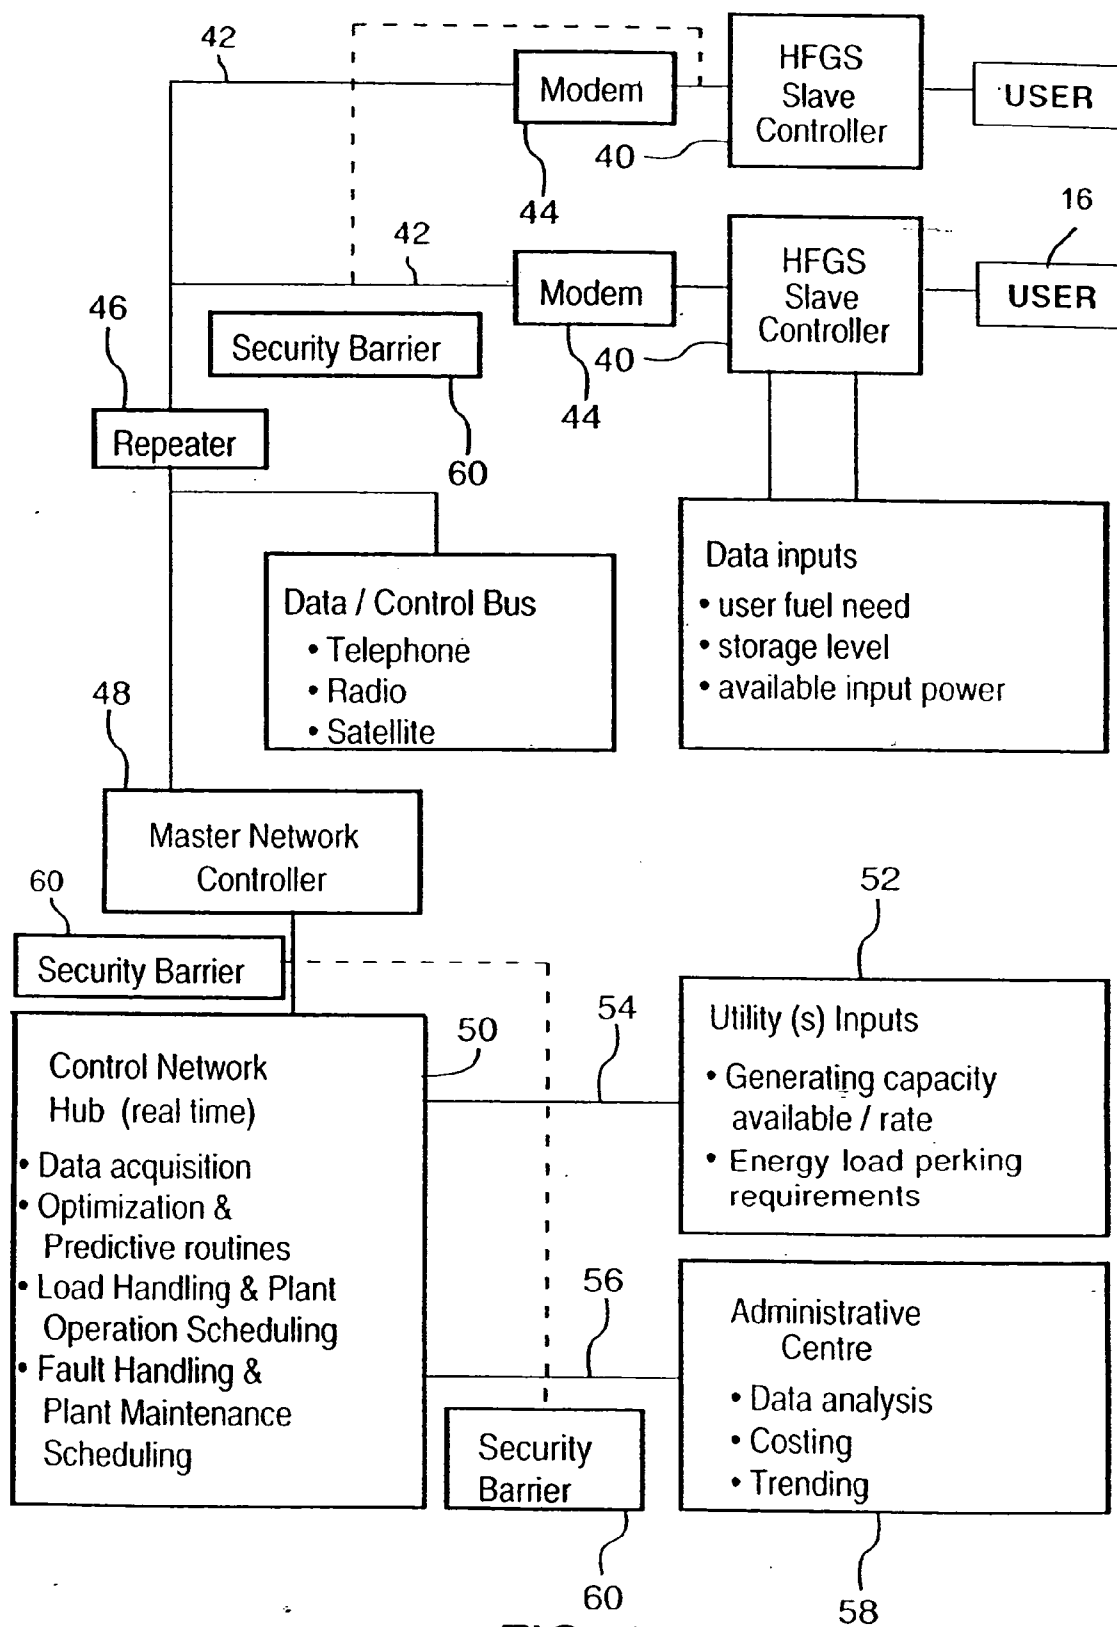 42
Modem
HFGS
Slave
Controller
USER
40
44
16
42
Modem
HFGS
Slave
Controller
USER
46
Security Barrier
40
44
Repeater
60
Data inputs
• user fuel need
• storage level
• available input power
Data / Control Bus
• Telephone
• Radio
• Satellite
48
Master Network
Controller
60
52
Security Barrier
50
54
Utility (s) Inputs
• Generating capacity
available / rate
• Energy load perking
requirements
Control Network
Hub (real time)
• Data acquisition
• Optimization &
Predictive routines
• Load Handling & Plant
Operation Scheduling
• Fault Handling &
Plant Maintenance
Scheduling
56
Administrative
Centre
• Data analysis
• Costing
• Trending
Security
Barrier
60
58